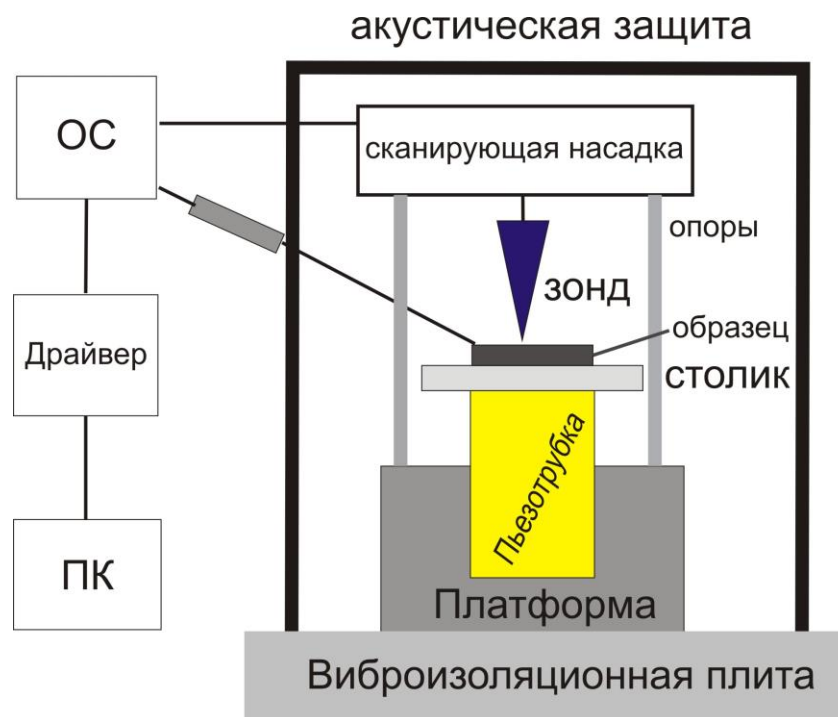 акустическая защита
ОС
сканирующая насадка
опоры
зонд
образец
Драйвер
столик
Пьезотрубка
ПК
Платформа
Виброизоляционная плита